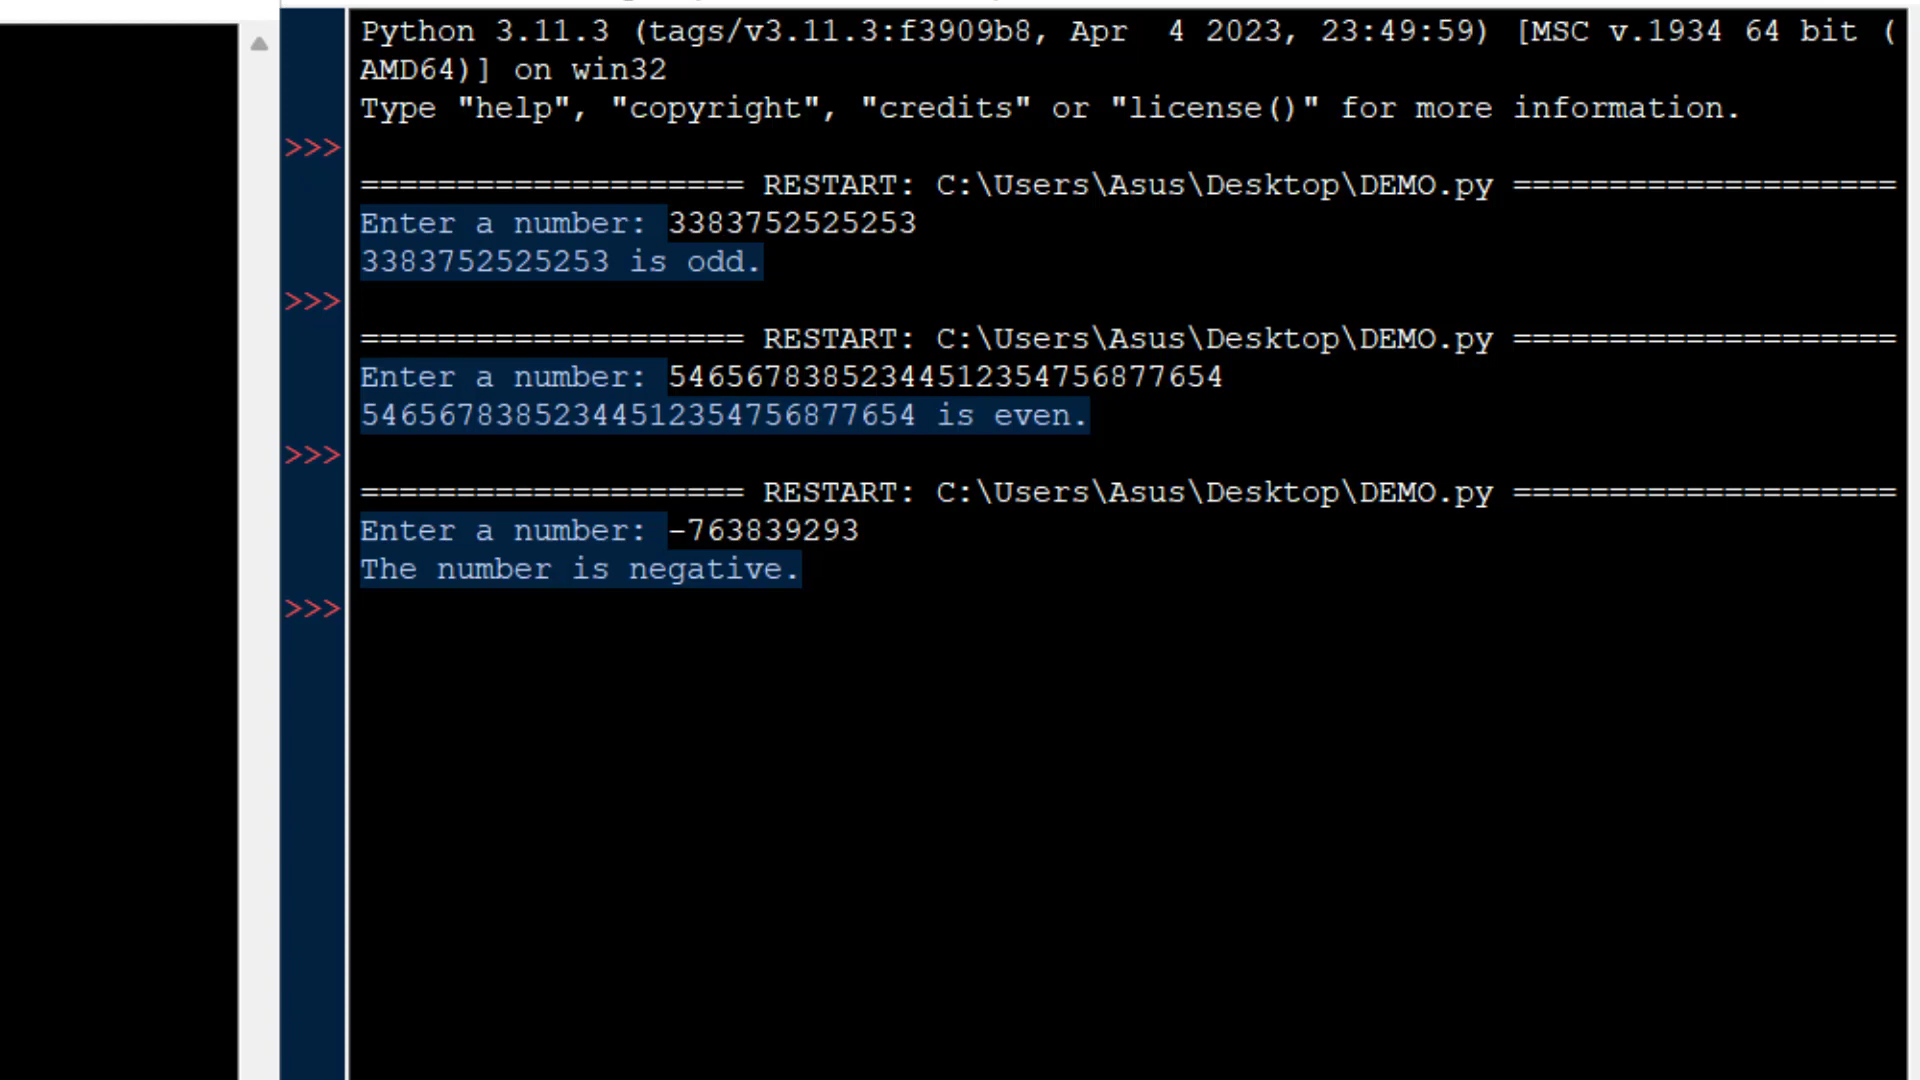 Python 3.11.3 (tags/v3.11.3:f3909b8, Apr  4 2023, 23:49:59) [MSC v.1934 64 bit (
AMD64)] on win32
Type "help", "copyright", "credits" or "license()" for more information.
>>>
==================== RESTART: C:\Users\Asus\Desktop\DEMO.py ====================
Enter a number: 3383752525253
3383752525253 is odd.
>>>
==================== RESTART: C:\Users\Asus\Desktop\DEMO.py ====================
Enter a number: 54656783852344512354756877654
54656783852344512354756877654 is even.
>>>
==================== RESTART: C:\Users\Asus\Desktop\DEMO.py ====================
Enter a number: -763839293
The number is negative.
>>>